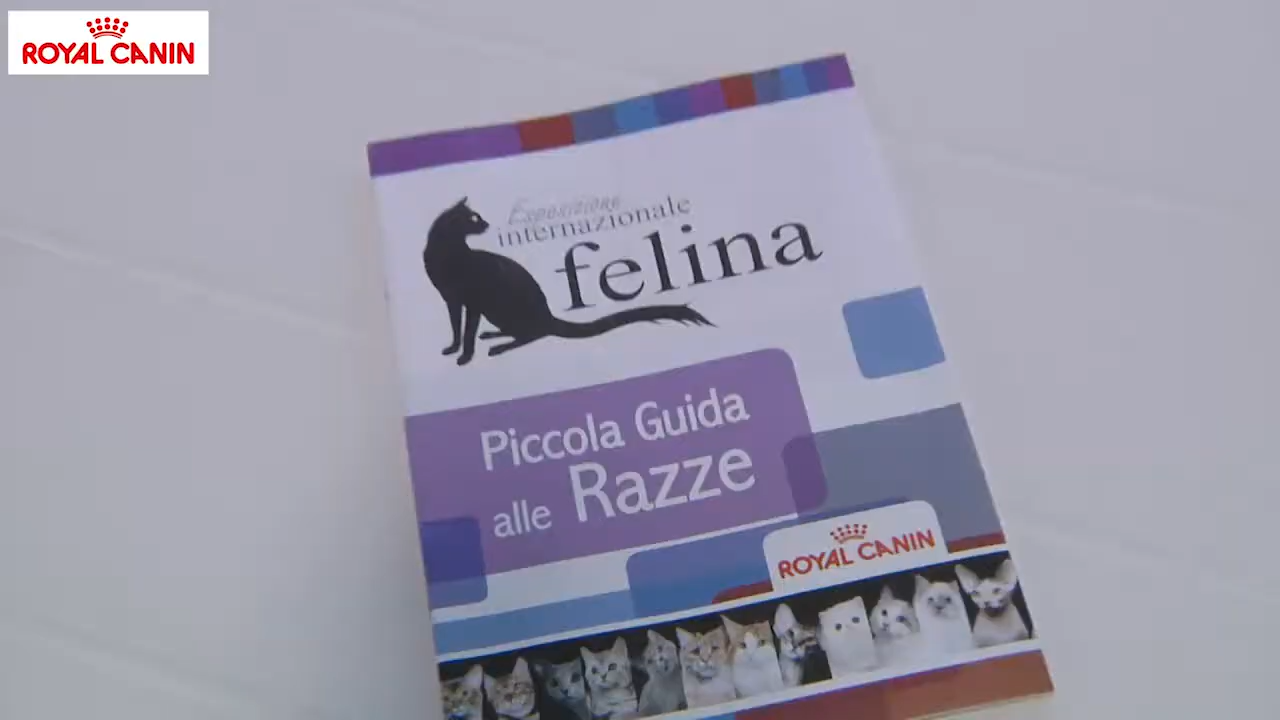 ROYAL CANIN
Esposizione
internazionale
felina
Piccola Guida
alle Razze
ROYAL CANIN